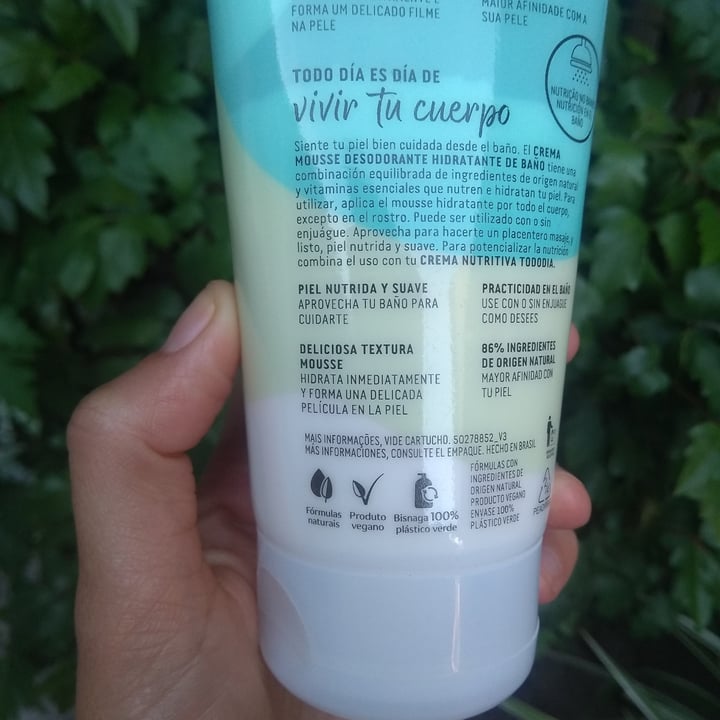 FORMA UM DELICADO FILME
NA PELE
MAIOR AFINIDADE COM A
SUA PELE
NUTRIÇÃO NO
NUTRICIÓN EN
BAÑO
TODO DÍA ES DÍA DE
vivir tu cuerpo
Siente tu piel bien cuidada desde el baño. El CREMA
MOUSSE DESODORANTE HIDRATANTE DE BAÑO tiene una
combinación equilibrada de ingredientes de origen natural
y vitaminas esenciales que nutren e hidratan tu piel. Para
utilizar, aplica el mousse hidratante por todo el cuerpo,
excepto en el rostro. Puede ser utilizado con o sin
enjuágue. Aprovecha para hacerte un placentero masaje, y
listo, piel nutrida y suave. Para potencializar la nutrición
combina el uso con tu CREMA NUTRITIVA TODODIA.
PIEL NUTRIDA Y SUAVE
APROVECHA TU BAÑO PARA
CUIDARTE
PRACTICIDAD EN EL BAÑO
USE CON O SIN ENJUAGUE
COMO DESEES
DELICIOSA TEXTURA
MOUSSE
HIDRATA INMEDIATAMENTE
Y FORMA UNA DELICADA
PELÍCULA EN LA PIEL
86% INGREDIENTES
DE ORIGEN NATURAL
MAYOR AFINIDAD CON
TU PIEL
MAIS INFORMAÇÕES, VIDE CARTUCHO. 50278852_V3
MÁS INFORMACIONES, CONSULTE EL EMPAQUE. HECHO EN BRASIL
Fórmulas
naturais
Produto
vegano
Bisnaga 100%
plástico verde
FÓRMULAS CON
INGREDIENTES DE
ORIGEN NATURAL
PRODUCTO VEGANO
ENVASE 100%
PLÁSTICO VERDE